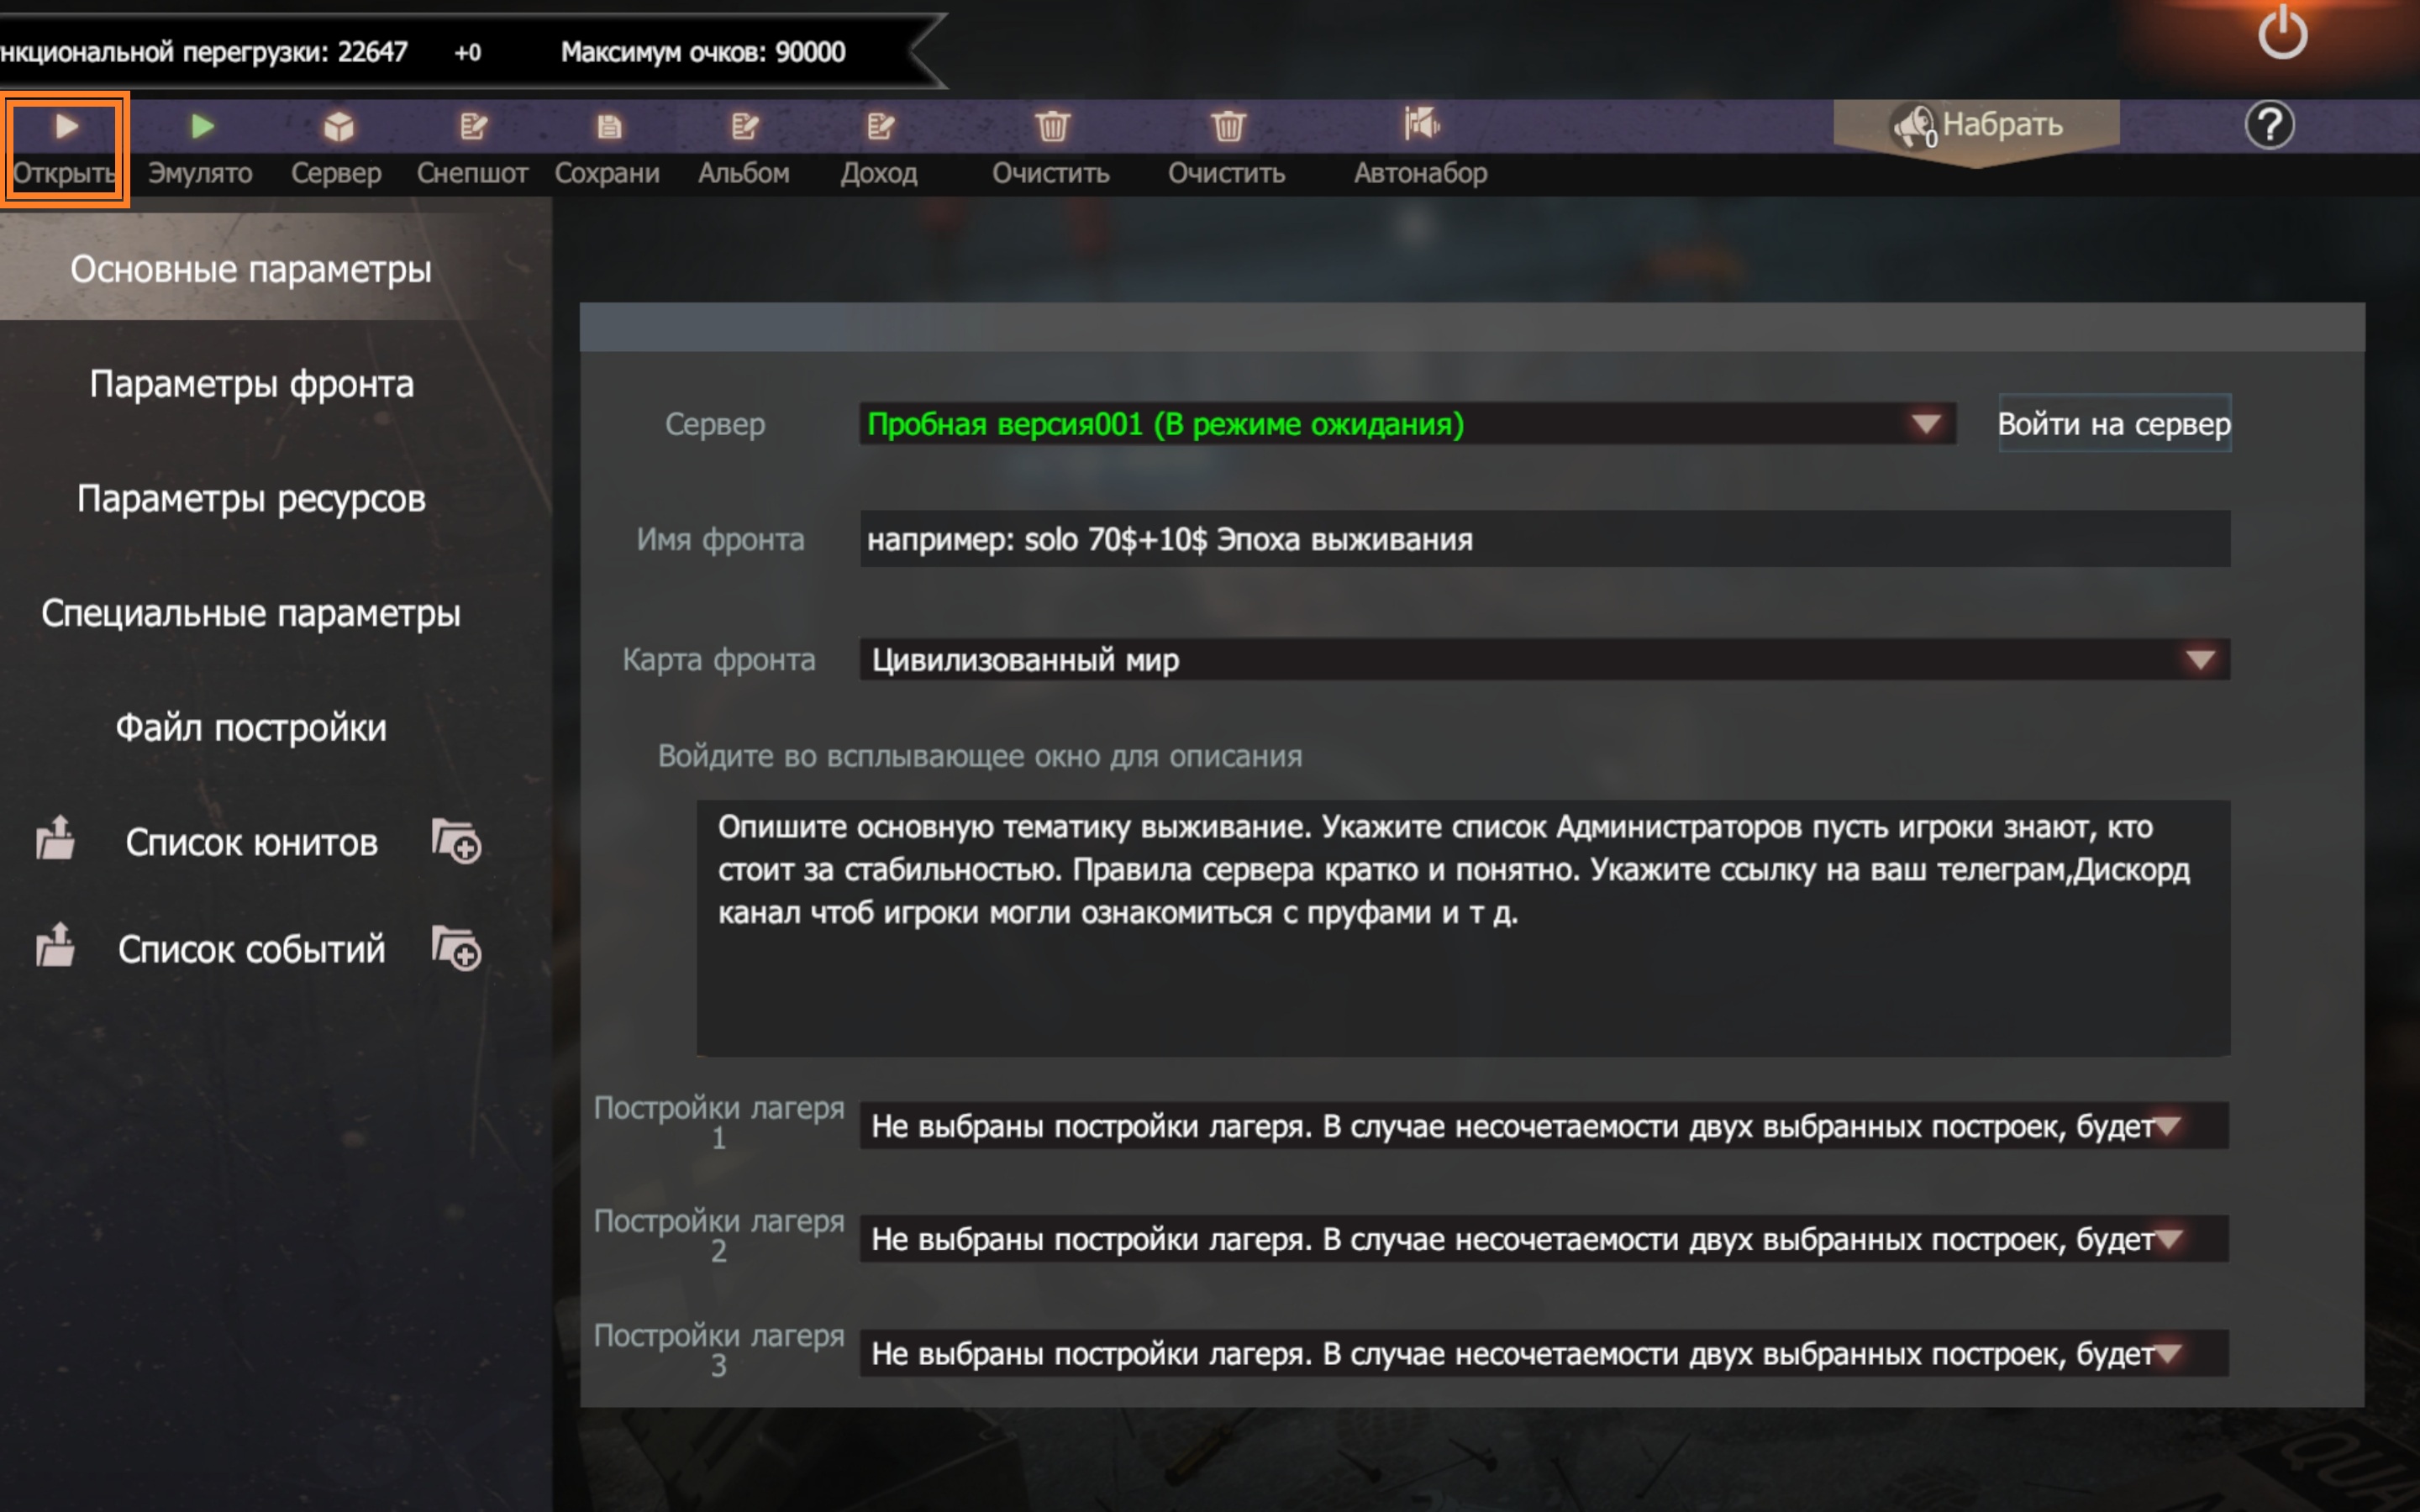 нкциональной перегрузки: 22647 +0 Максимум очков: 90000
Открыть Эмулято Сервер Снепшот Сохрани Альбом Доход Очистить Очистить Автонабор
0 Набрать ?
Основные параметры
Параметры фронта
Параметры ресурсов
Специальные параметры
Файл постройки
Список юнитов
Список событий
Сервер Пробная версия001 (В режиме ожидания) Войти на сервер
Имя фронта например: solo 70$+10$ Эпоха выживания
Карта фронта Цивилизованный мир
Войдите во всплывающее окно для описания
Опишите основную тематику выживание. Укажите список Администраторов пусть игроки знают, кто
стоит за стабильностью. Правила сервера кратко и понятно. Укажите ссылку на ваш телеграм,Дискорд
канал чтоб игроки могли ознакомиться с пруфами и т д.
Постройки лагеря
1
Не выбраны постройки лагеря. В случае несочетаемости двух выбранных построек, будет
Постройки лагеря
2
Не выбраны постройки лагеря. В случае несочетаемости двух выбранных построек, будет
Постройки лагеря
3
Не выбраны постройки лагеря. В случае несочетаемости двух выбранных построек, будет
QUA